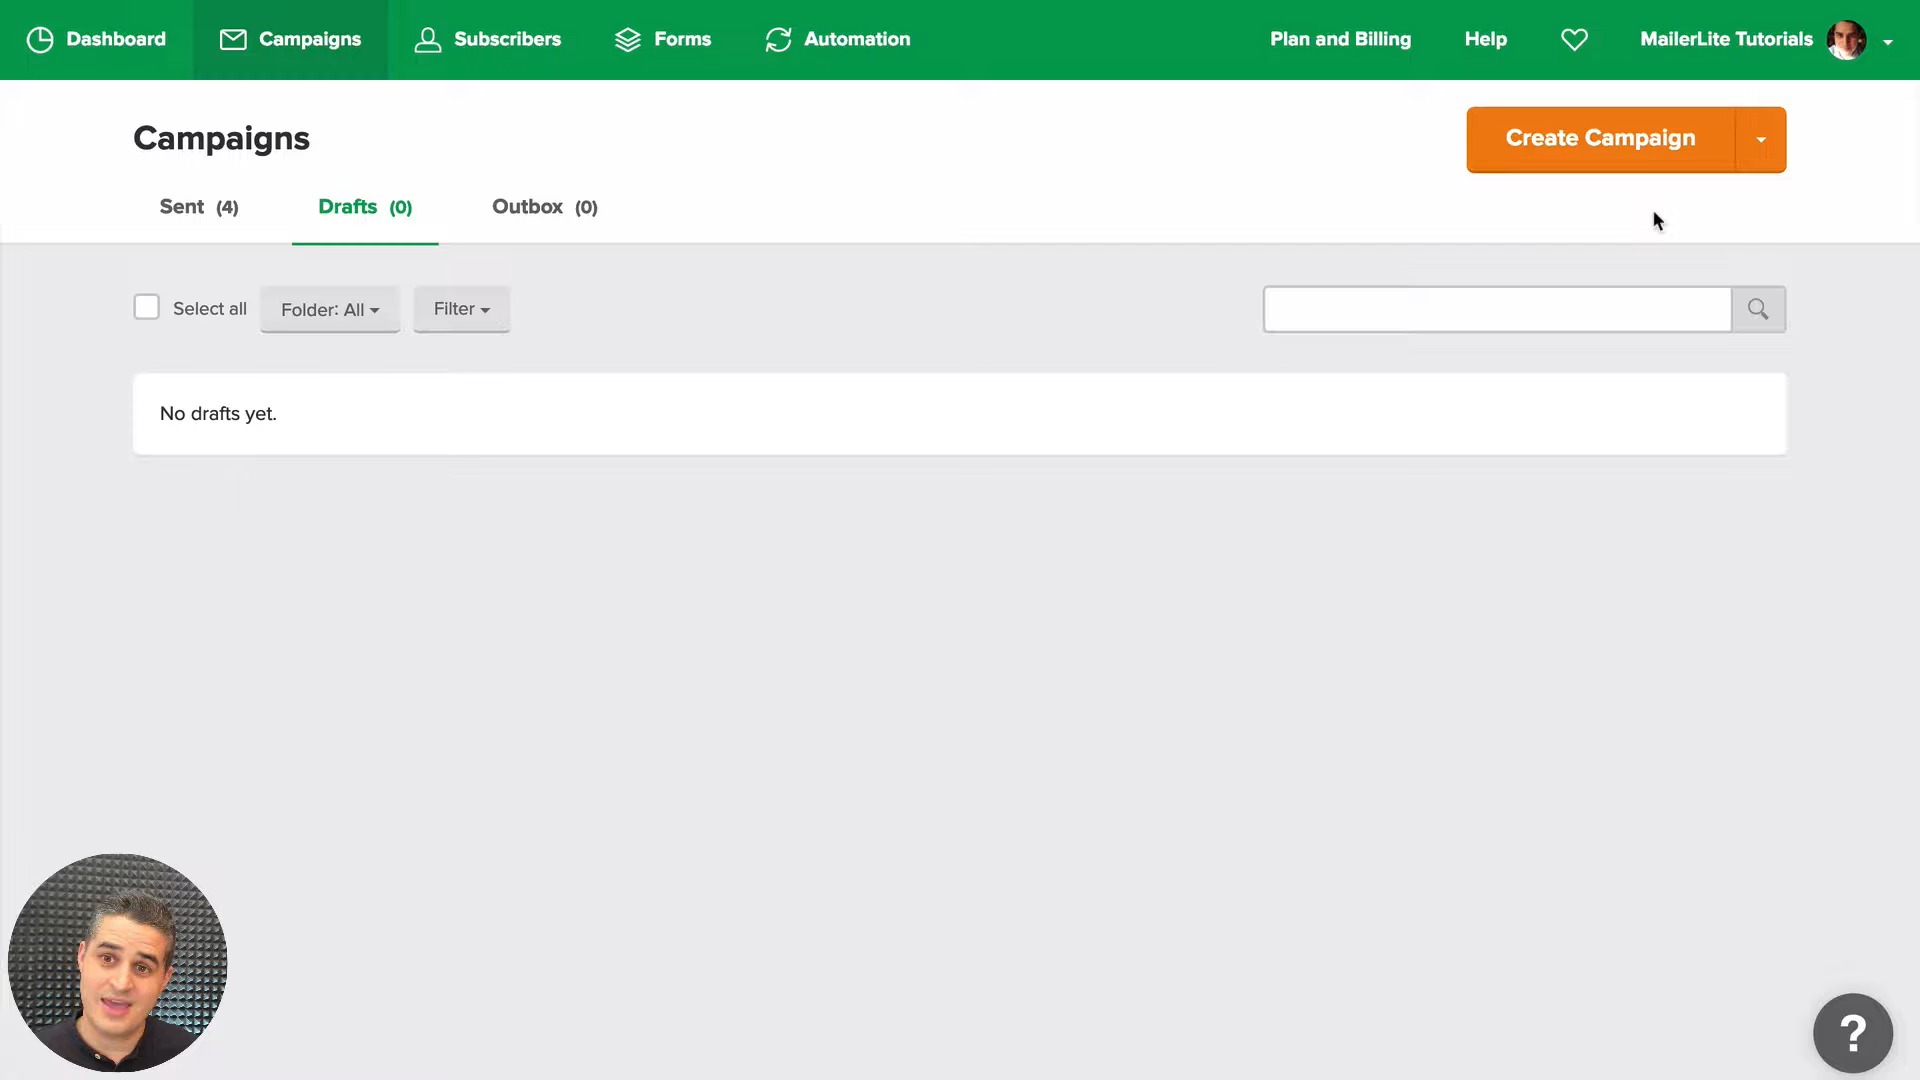 Dashboard
Campaigns
Subscribers
Forms
Automation
Plan and Billing
Help
MailerLite Tutorials
Campaigns
Create Campaign
Sent (4)
Drafts (0)
Outbox (0)
Select all
Folder: All
Filter
No drafts yet.
?